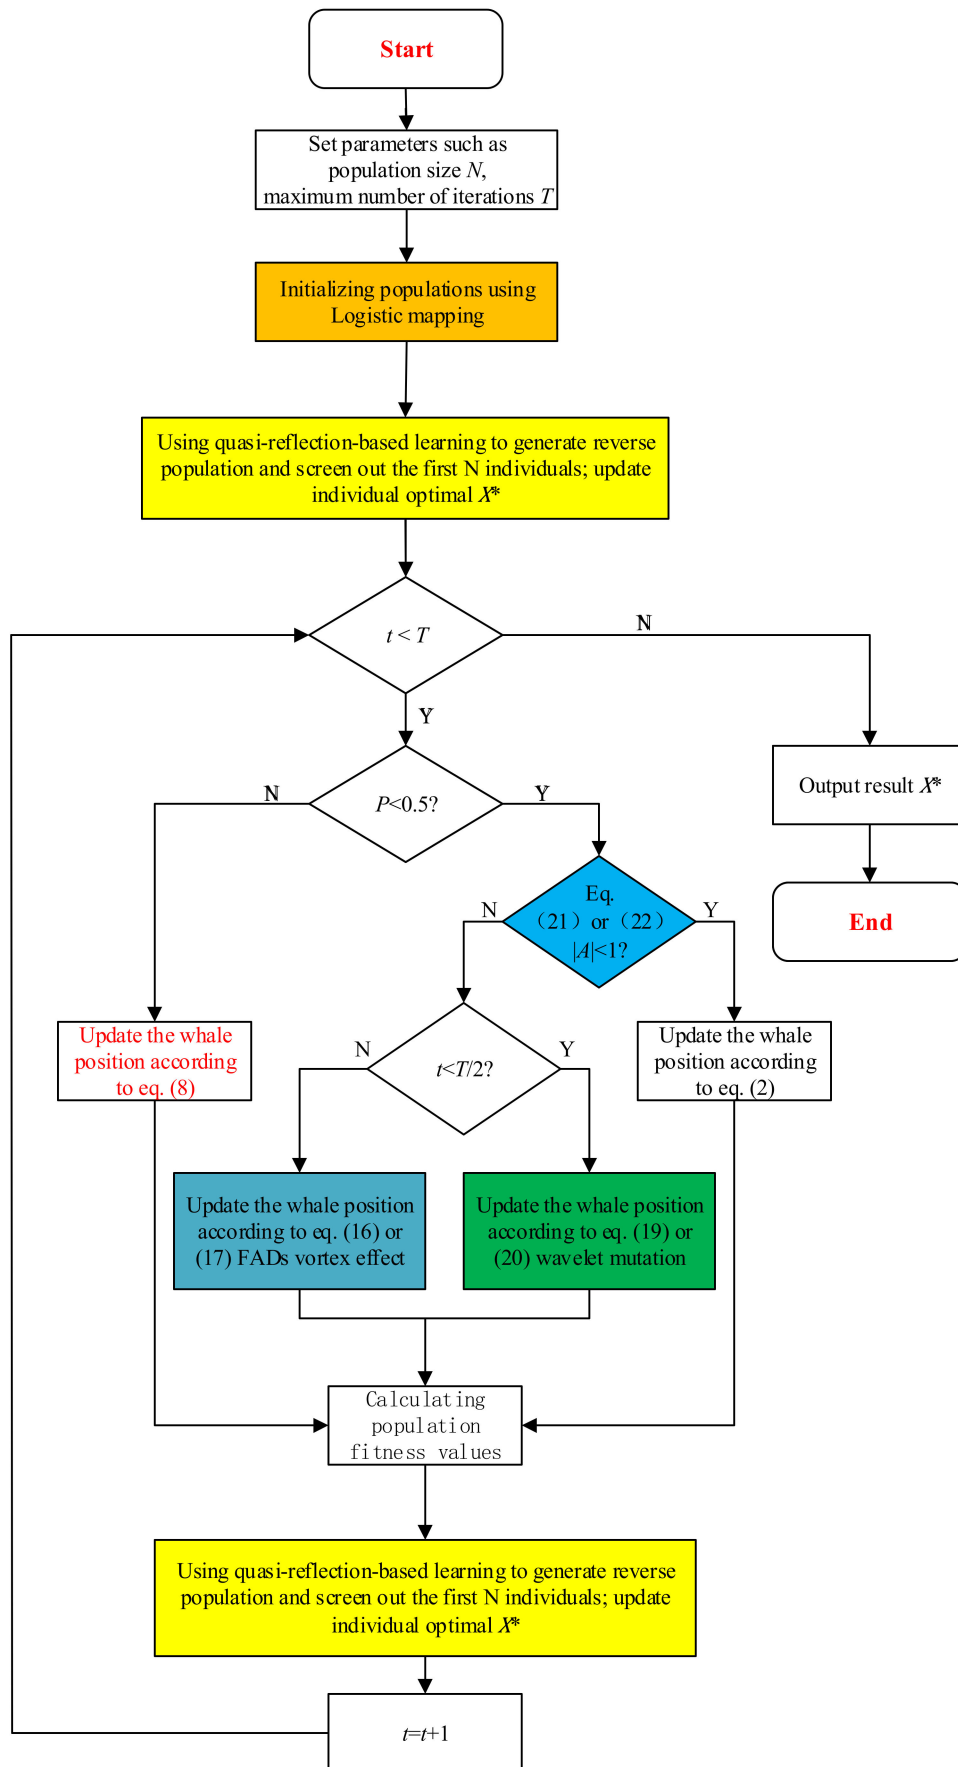 Start
Set parameters such as
population size N,
maximum number of iterations T
Initializing populations using
Logistic mapping
Using quasi-reflection-based learning to generate reverse
population and screen out the first N individuals; update
individual optimal X*
t < T
N
Y
Output result X*
End
P<0.5?
N
Y
Eq.
（21）or（22）
|A|<1?
N
Y
Update the whale
position according
to eq. (8)
t<T/2?
N
Y
Update the whale
position according
to eq. (2)
Update the whale position
according to eq. (16) or
(17) FADs vortex effect
Update the whale position
according to eq. (19) or
(20) wavelet mutation
Calculating
population
fitness values
Using quasi-reflection-based learning to generate reverse
population and screen out the first N individuals; update
individual optimal X*
t=t+1